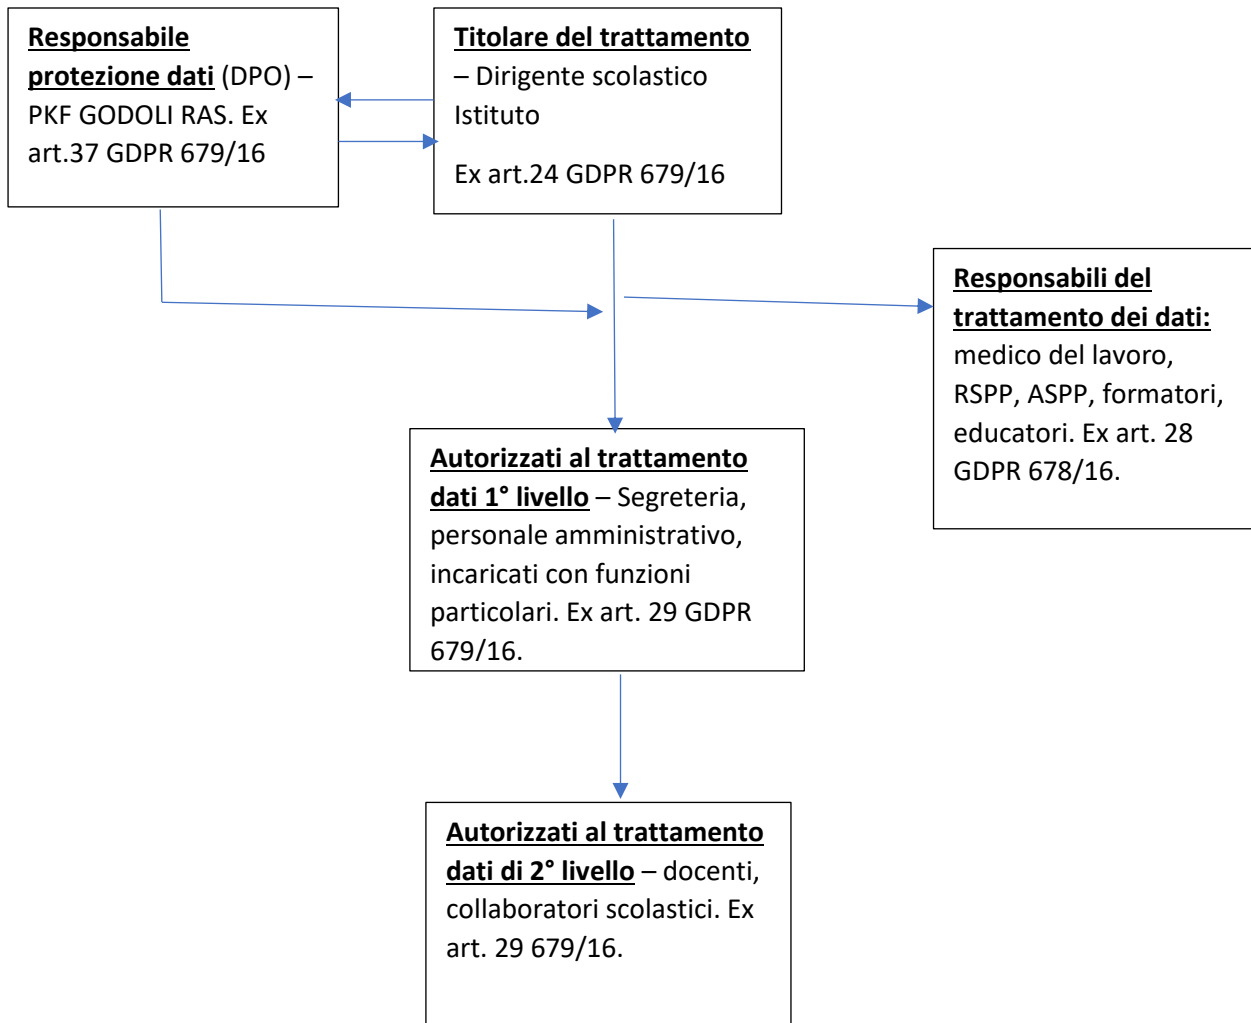 Responsabile
protezione dati (DPO) –
PKF GODOLI RAS. Ex
art.37 GDPR 679/16
Titolare del trattamento
– Dirigente scolastico
Istituto
Ex art.24 GDPR 679/16
Responsabili del
trattamento dei dati:
medico del lavoro,
RSPP, ASPP, formatori,
educatori. Ex art. 28
GDPR 678/16.
Autorizzati al trattamento
dati 1° livello – Segreteria,
personale amministrativo,
incaricati con funzioni
particolari. Ex art. 29 GDPR
679/16.
Autorizzati al trattamento
dati di 2° livello – docenti,
collaboratori scolastici. Ex
art. 29 679/16.